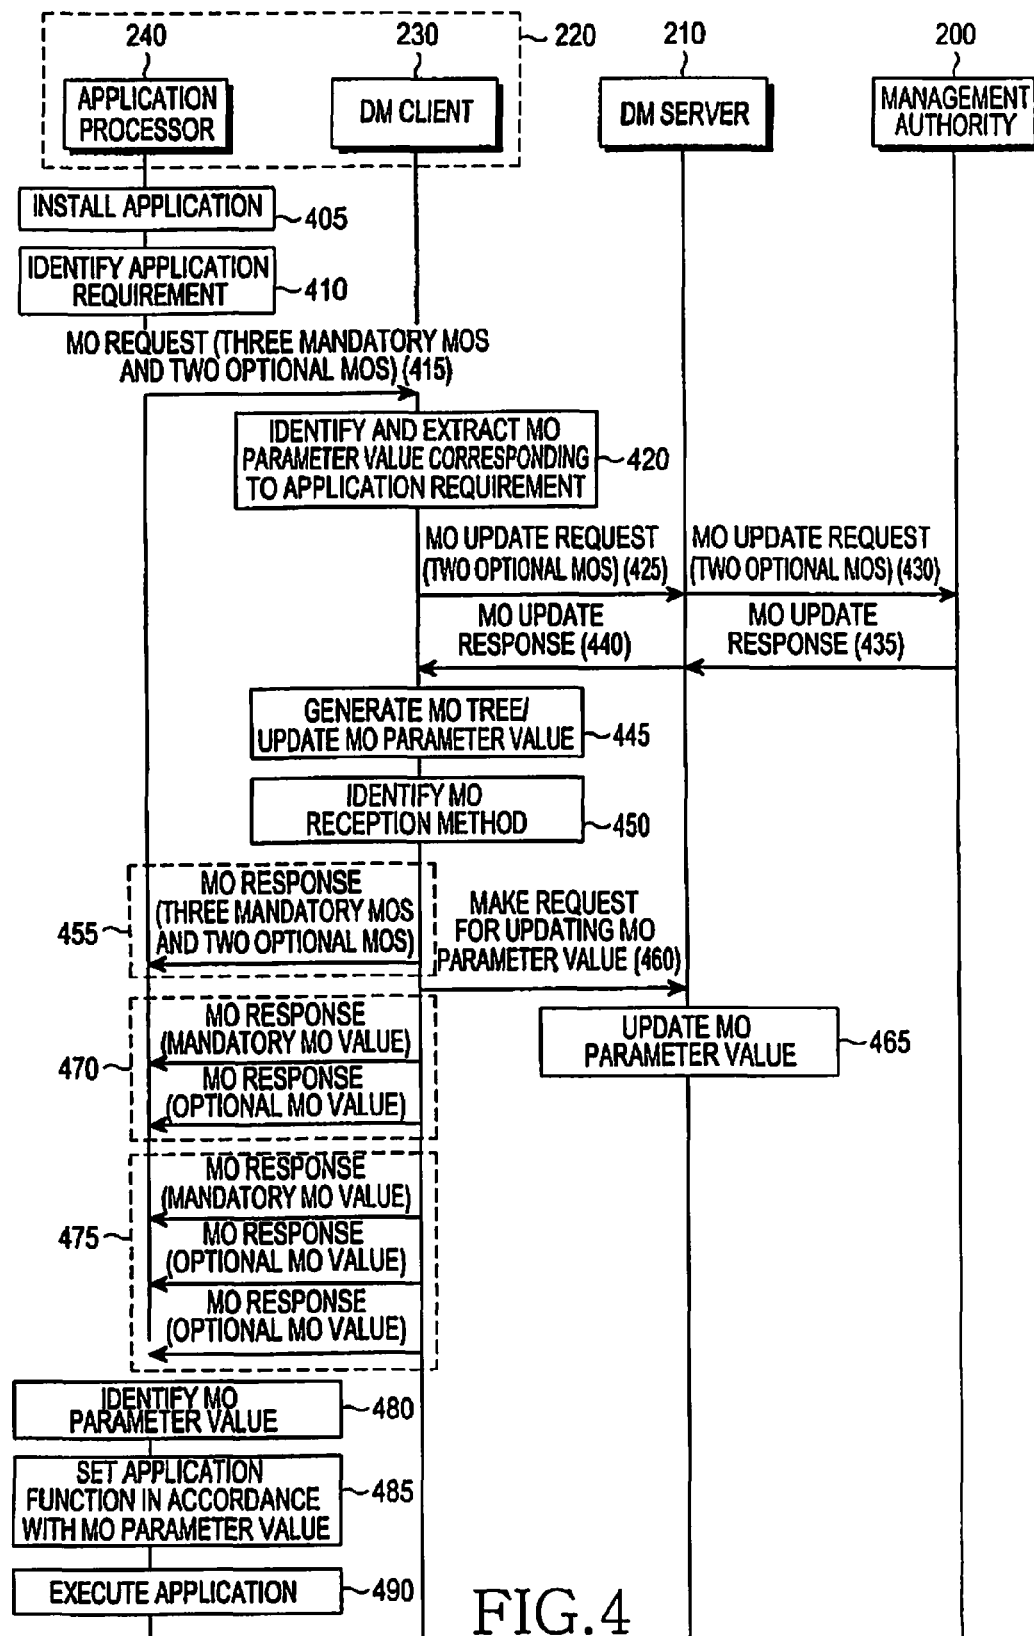 240
230
220
210
200
APPLICATION
PROCESSOR
DM CLIENT
DM SERVER
MANAGEMENT
AUTHORITY
INSTALL APPLICATION
405
IDENTIFY APPLICATION
REQUIREMENT
410
MO REQUEST (THREE MANDATORY MOS
AND TWO OPTIONAL MOS) (415)
IDENTIFY AND EXTRACT MO
PARAMETER VALUE CORRESPONDING
TO APPLICATION REQUIREMENT
420
MO UPDATE REQUEST
(TWO OPTIONAL MOS) (425)
MO UPDATE REQUEST
(TWO OPTIONAL MOS) (430)
MO UPDATE
RESPONSE (440)
MO UPDATE
RESPONSE (435)
GENERATE MO TREE/
UPDATE MO PARAMETER VALUE
445
IDENTIFY MO
RECEPTION METHOD
450
MO RESPONSE
(THREE MANDATORY MOS
AND TWO OPTIONAL MOS)
455
MAKE REQUEST
FOR UPDATING MO
PARAMETER VALUE (460)
UPDATE MO
PARAMETER VALUE
465
MO RESPONSE
(MANDATORY MO VALUE)
470
MO RESPONSE
(OPTIONAL MO VALUE)
MO RESPONSE
(MANDATORY MO VALUE)
475
MO RESPONSE
(OPTIONAL MO VALUE)
MO RESPONSE
(OPTIONAL MO VALUE)
IDENTIFY MO
PARAMETER VALUE
480
SET APPLICATION
FUNCTION IN ACCORDANCE
WITH MO PARAMETER VALUE
485
EXECUTE APPLICATION
490
FIG.4